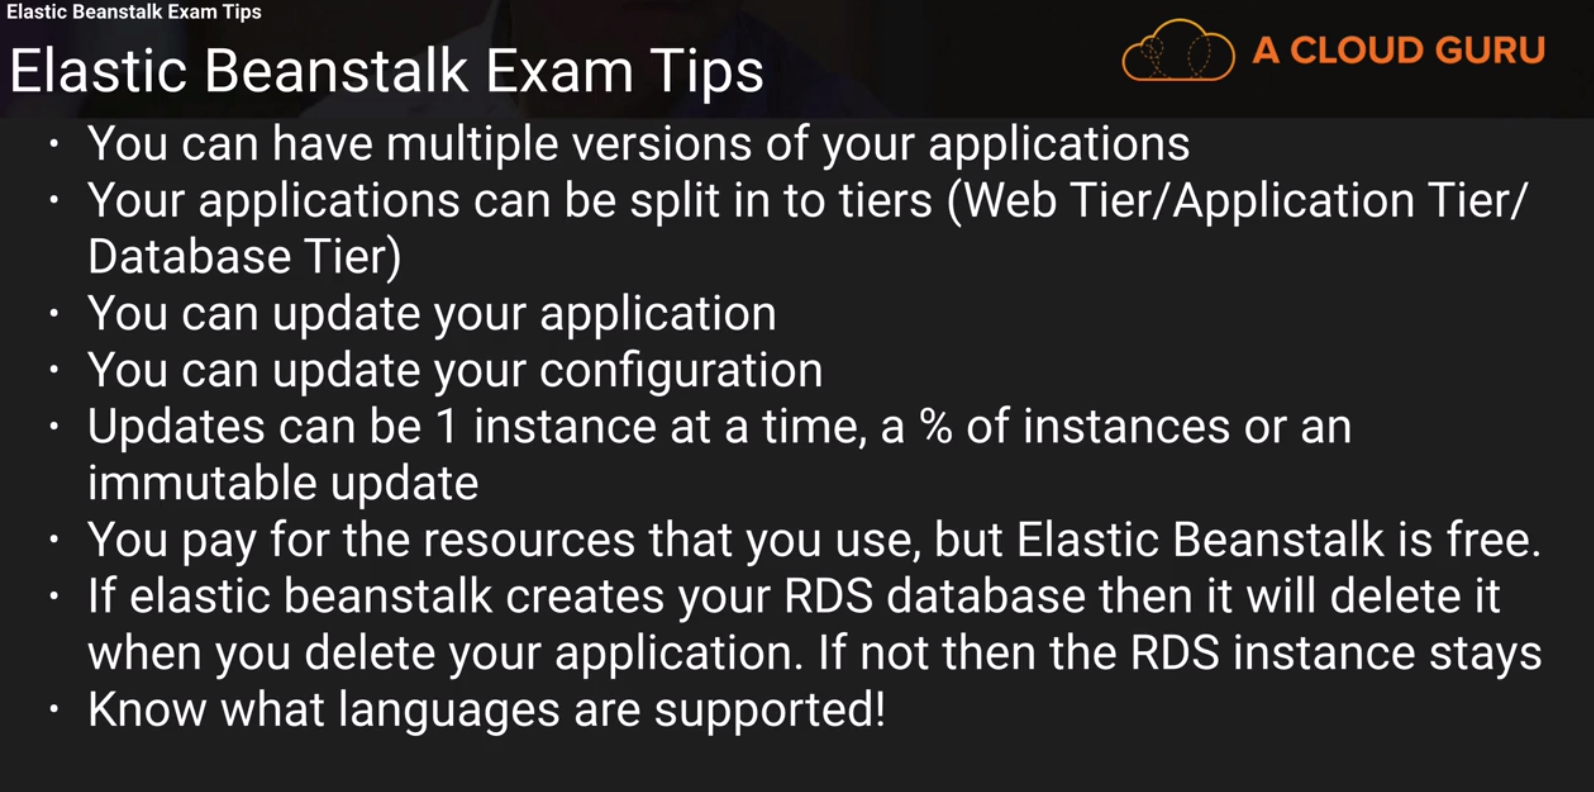 Elastic Beanstalk Exam Tips
Elastic Beanstalk Exam Tips
A CLOUD GURU
• You can have multiple versions of your applications
• Your applications can be split in to tiers (Web Tier/Application Tier/
Database Tier)
• You can update your application
• You can update your configuration
• Updates can be 1 instance at a time, a % of instances or an
immutable update
• You pay for the resources that you use, but Elastic Beanstalk is free.
• If elastic beanstalk creates your RDS database then it will delete it
when you delete your application. If not then the RDS instance stays
• Know what languages are supported!